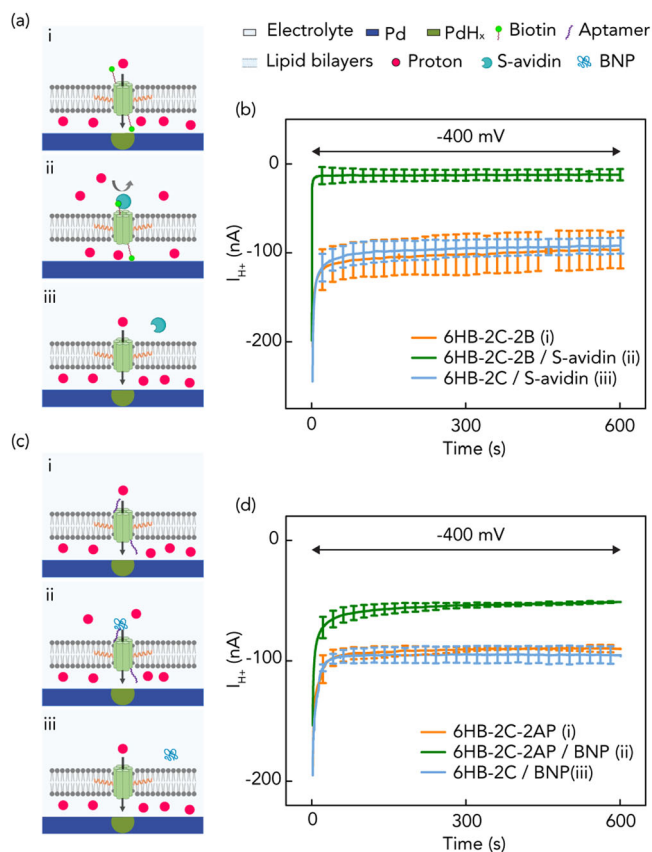 (a)
Electrolyte Pd PdHₓ Biotin Aptamer
Lipid bilayers Proton S-avidin BNP
i
ii
iii
(b)
-400 mV
0
-100
-200
I_H+ (nA)
6HB-2C-2B (i)
6HB-2C-2B / S-avidin (ii)
6HB-2C / S-avidin (iii)
0 300 600
Time (s)
(c)
i
ii
iii
(d)
-400 mV
0
-100
-200
I_H+ (nA)
6HB-2C-2AP (i)
6HB-2C-2AP / BNP (ii)
6HB-2C / BNP(iii)
0 300 600
Time (s)